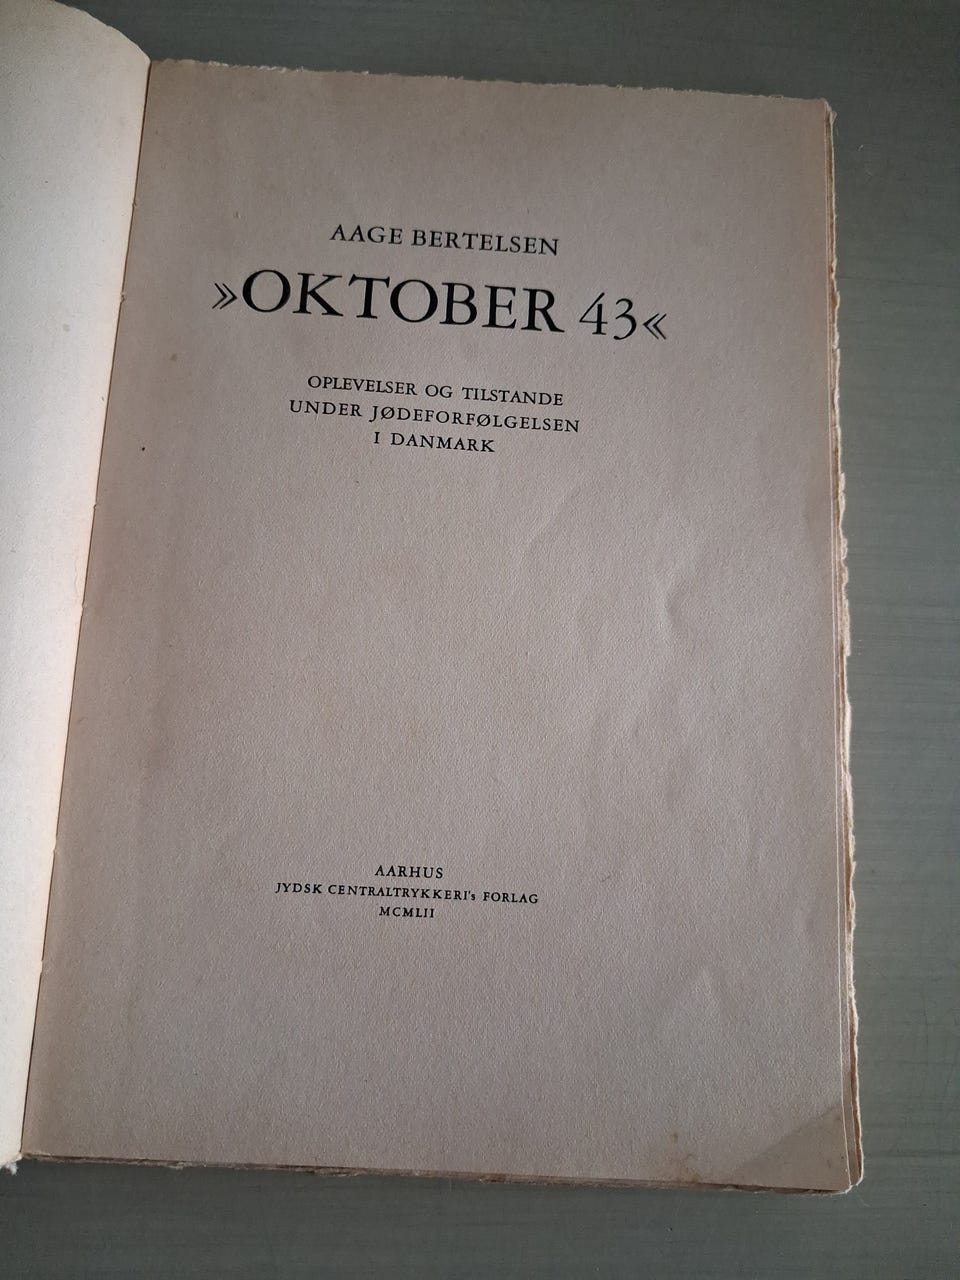 AAGE BERTELSEN
»OKTOBER 43«
OPLEVELSER OG TILSTANDE
UNDER JØDEFORFØLGELSEN
I DANMARK
AARHUS
JYDSK CENTRALTRYKKERI's FORLAG
MCMLII